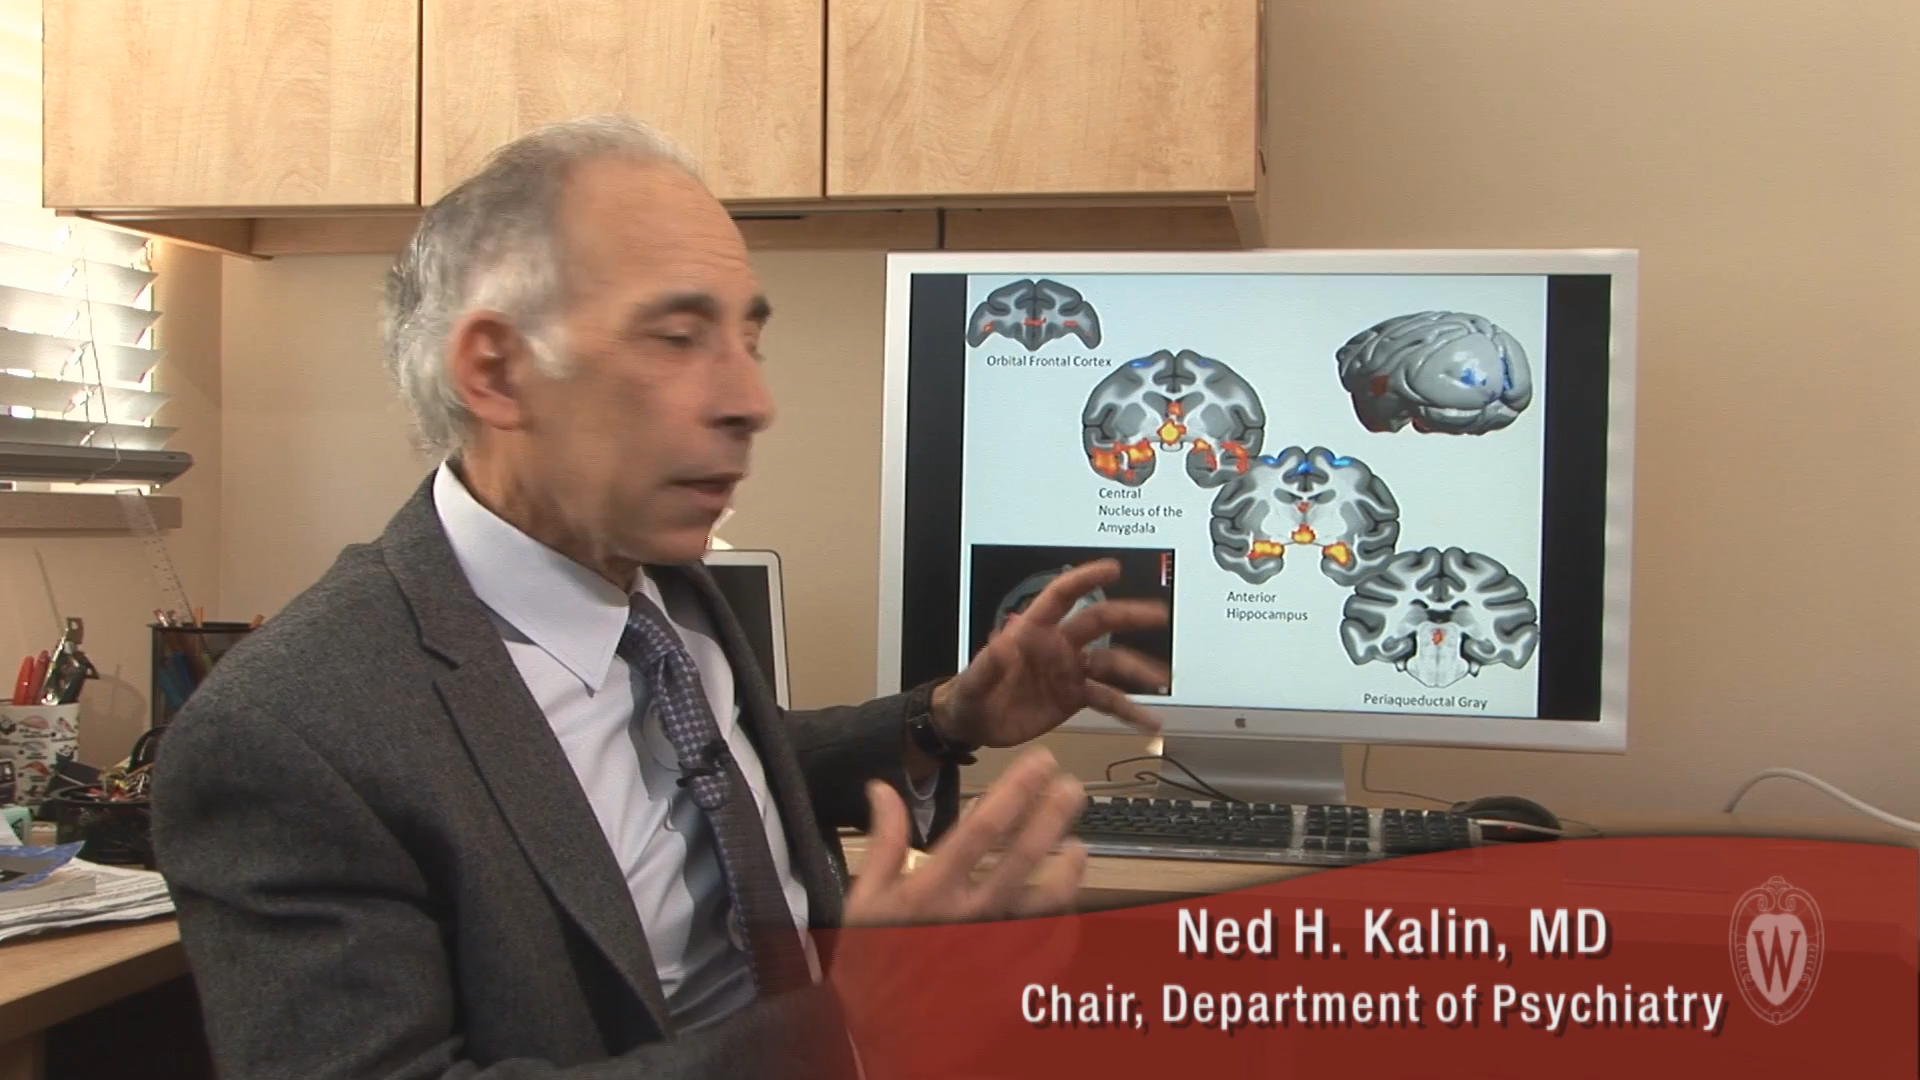 Orbital Frontal Cortex
Central
Nucleus of the
Amygdala
Anterior
Hippocampus
Periaqueductal Gray
Ned H. Kalin, MD
Chair, Department of Psychiatry
W